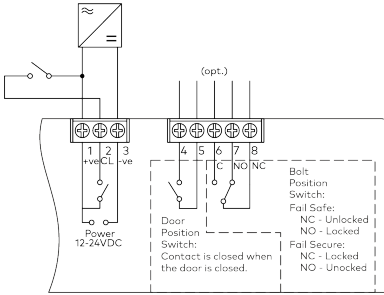 (opt.)
1 2 3 4 5 6 7 8
+ve CL -ve C NO NC
Power
12-24VDC
Door
Position
Switch:
Contact is closed when
the door is closed.
Bolt
Position
Switch:
Fail Safe:
NC - Unlocked
NO - Locked
Fail Secure:
NC - Locked
NO - Unocked